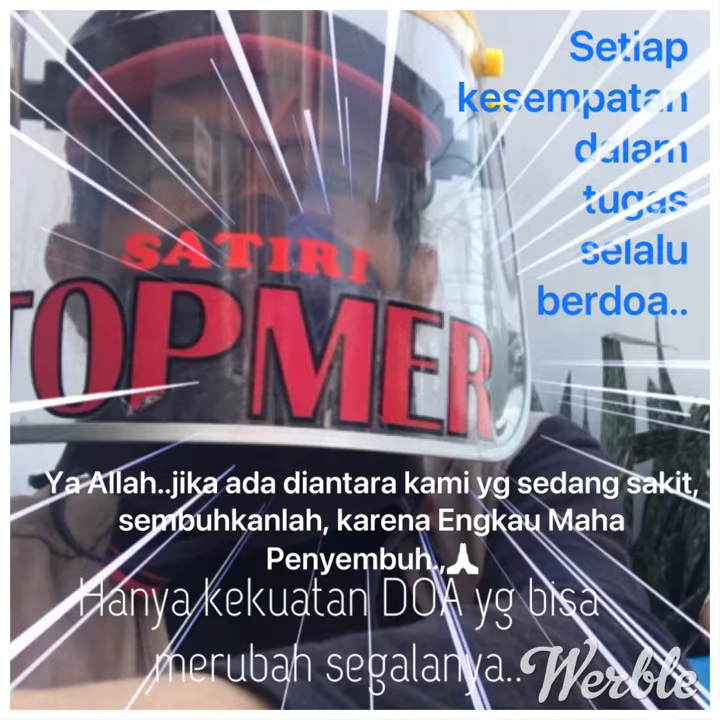 Setiap
kesempatan
dalam
tugas
selalu
berdoa..
SATIRI
TOPMER
Ya Allah..jika ada diantara kami yg sedang sakit,
sembuhkanlah, karena Engkau Maha
Penyembuh.,🙏
Hanya kekuatan DOA yg bisa
merubah segalanya..
Werble